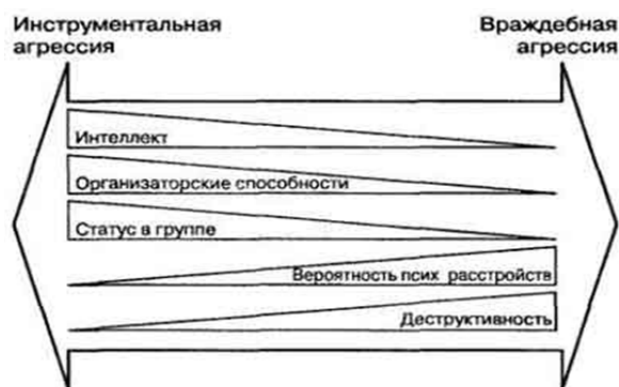 Инструментальная
агрессия
Враждебная
агрессия
Интеллект
Организаторские способности
Статус в группе
Вероятность псих расстройств
Деструктивность